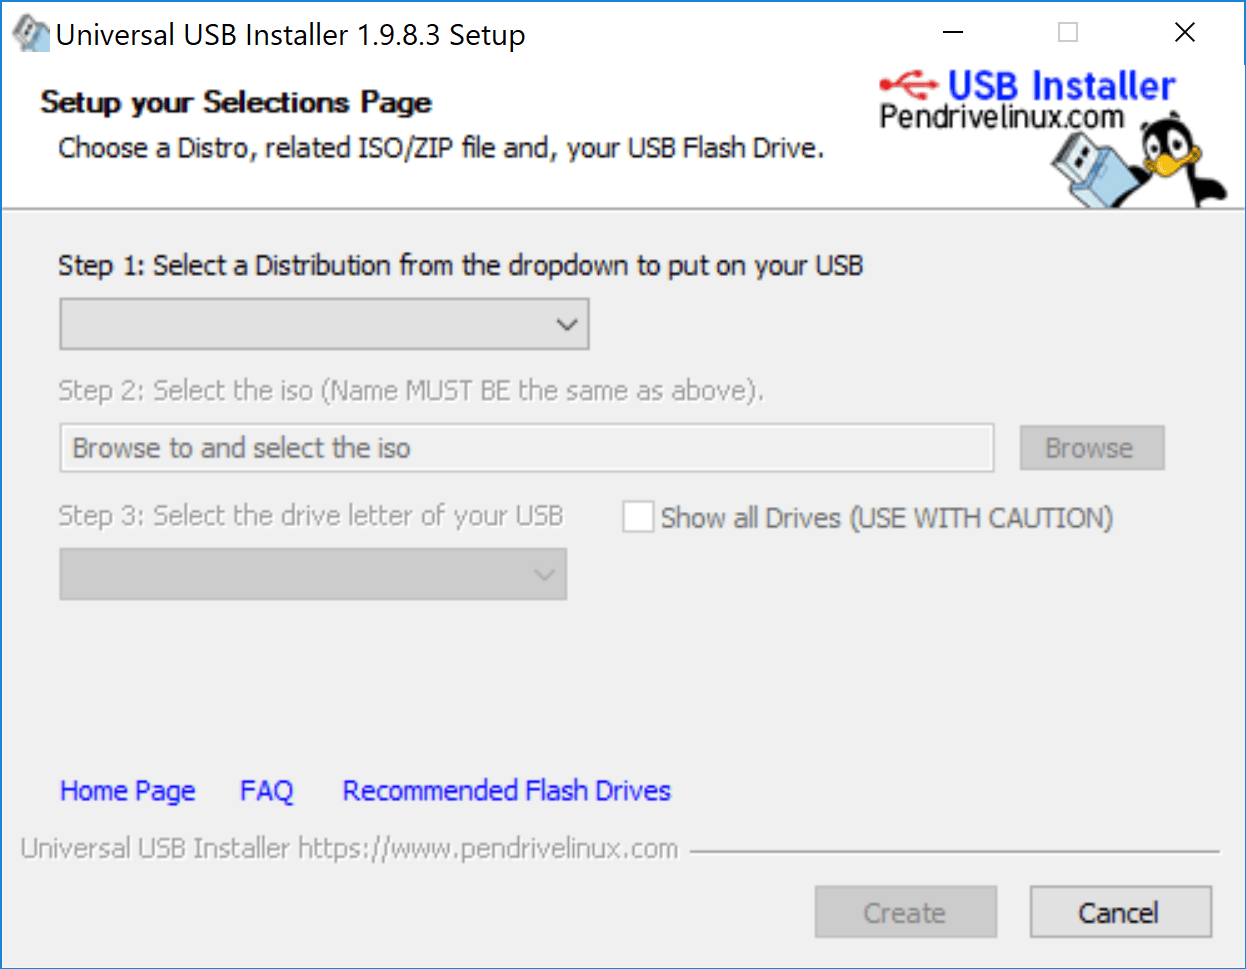 Universal USB Installer 1.9.8.3 Setup
USB Installer
Pendrivelinux.com
Setup your Selections Page
Choose a Distro, related ISO/ZIP file and, your USB Flash Drive.
Step 1: Select a Distribution from the dropdown to put on your USB
Step 2: Select the iso (Name MUST BE the same as above).
Browse to and select the iso
Browse
Step 3: Select the drive letter of your USB
Show all Drives (USE WITH CAUTION)
Home Page FAQ Recommended Flash Drives
Universal USB Installer https://www.pendrivelinux.com
Create
Cancel